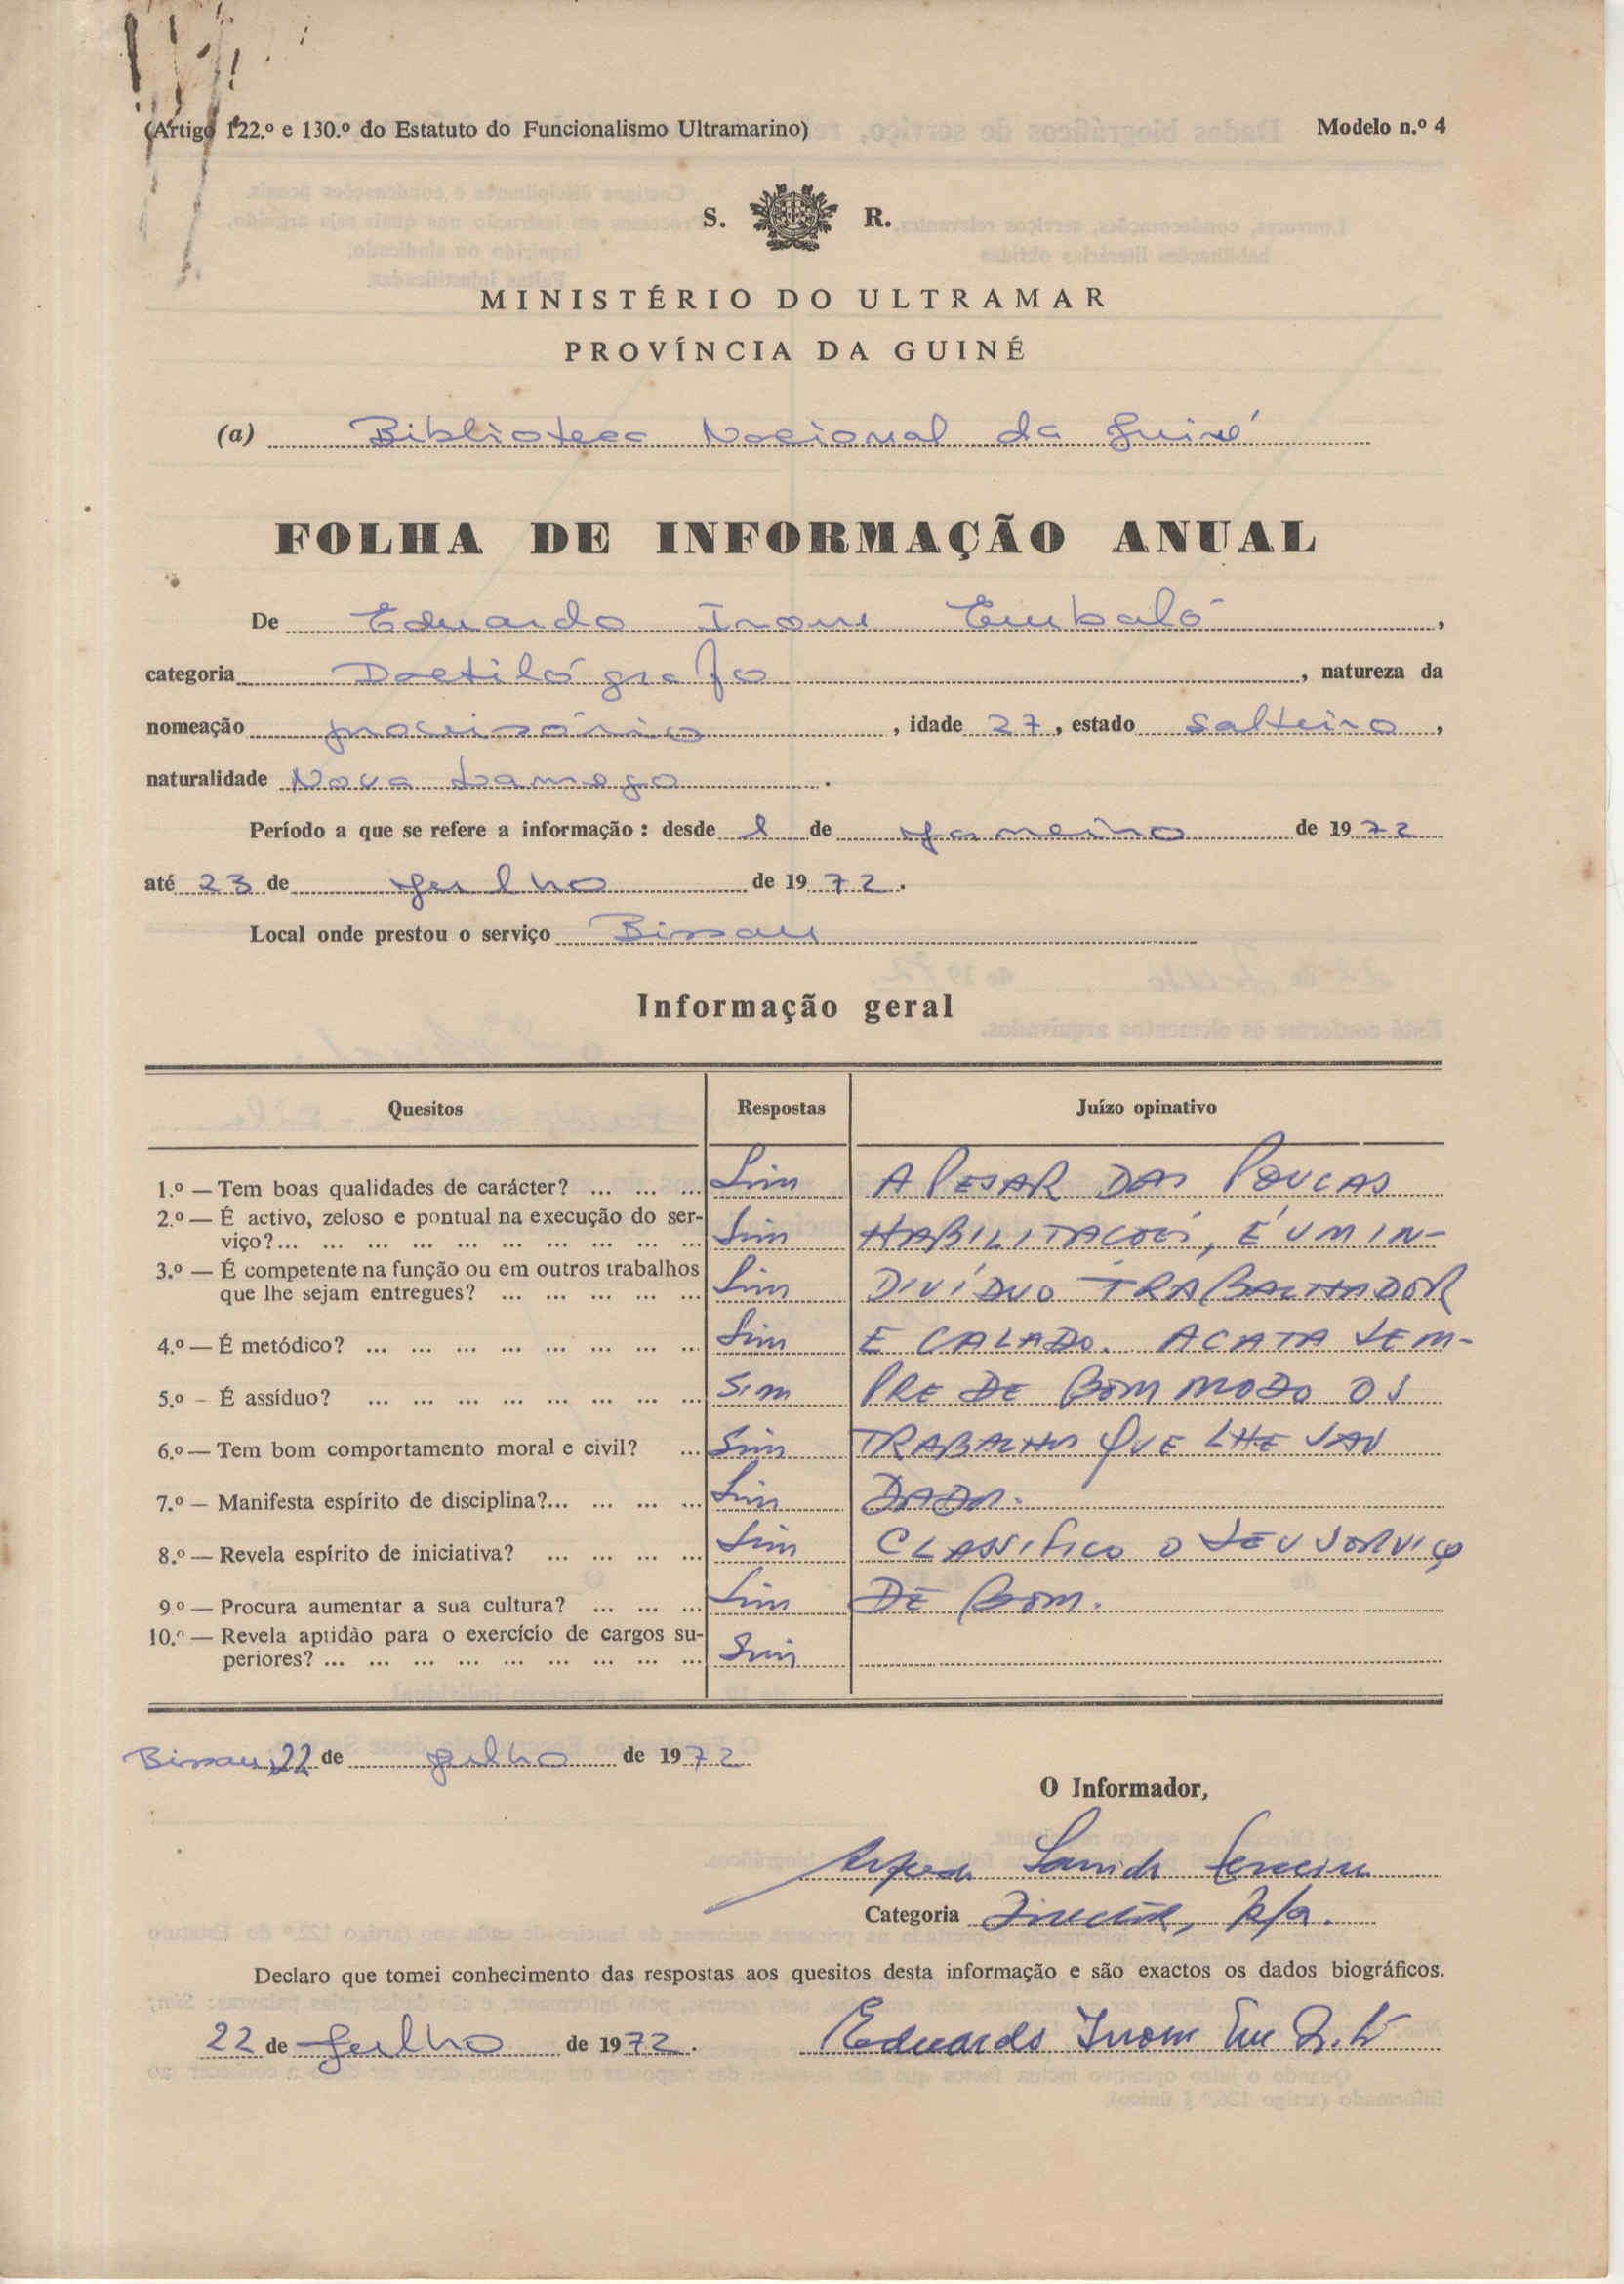 (Artigo 122.º e 130.º do Estatuto do Funcionalismo Ultramarino) Modelo n.º 4
S. R.
MINISTÉRIO DO ULTRAMAR
PROVÍNCIA DA GUINÉ
(a) Biblioteca Nacional da Guiné
FOLHA DE INFORMAÇÃO ANUAL
De Eduardo Embaló,
categoria Dactilógrafo, natureza da
nomeação provisório, idade 27, estado Salteiro,
naturalidade Nova Lamego.
Período a que se refere a informação: desde 1 de Janeiro de 1972
até 23 de Julho de 1972.
Local onde prestou o serviço Bissau
Informação geral
Quesitos Respostas Juízo opinativo
1.º — Tem boas qualidades de carácter? ... ... ... Sim APESAR DAS POUCAS
2.º — É activo, zeloso e pontual na execução do ser-
viço?... ... ... ... ... ... ... ... ... ... Sim HABILITAÇÕES, É UM IN-
3.º — É competente na função ou em outros trabalhos
que lhe sejam entregues? ... ... ... ... ... Sim DIVÍDUO TRABALHADOR
4.º — É metódico? ... ... ... ... ... ... ... ... Sim E CALADO. ACATA SEM-
5.º - É assíduo? ... ... ... ... ... ... ... ... Sim PRE DE BOM MODO OS
6.º — Tem bom comportamento moral e civil? ... Sim TRABALHOS QUE LHE SÃO
7.º — Manifesta espírito de disciplina?... ... ... ... Sim DADOS.
8.º — Revela espírito de iniciativa? ... ... ... ... Sim CLASSIFICO O SEU SERVIÇO
9º — Procura aumentar a sua cultura? ... ... ... Sim DE BOM.
10.º — Revela aptidão para o exercício de cargos su-
periores? ... ... ... ... ... ... ... ... ... Sim
Bissau, 22 de Julho de 1972
O Informador,
Categoria Director,
Declaro que tomei conhecimento das respostas aos quesitos desta informação e são exactos os dados biográficos.
22 de Julho de 1972. Eduardo